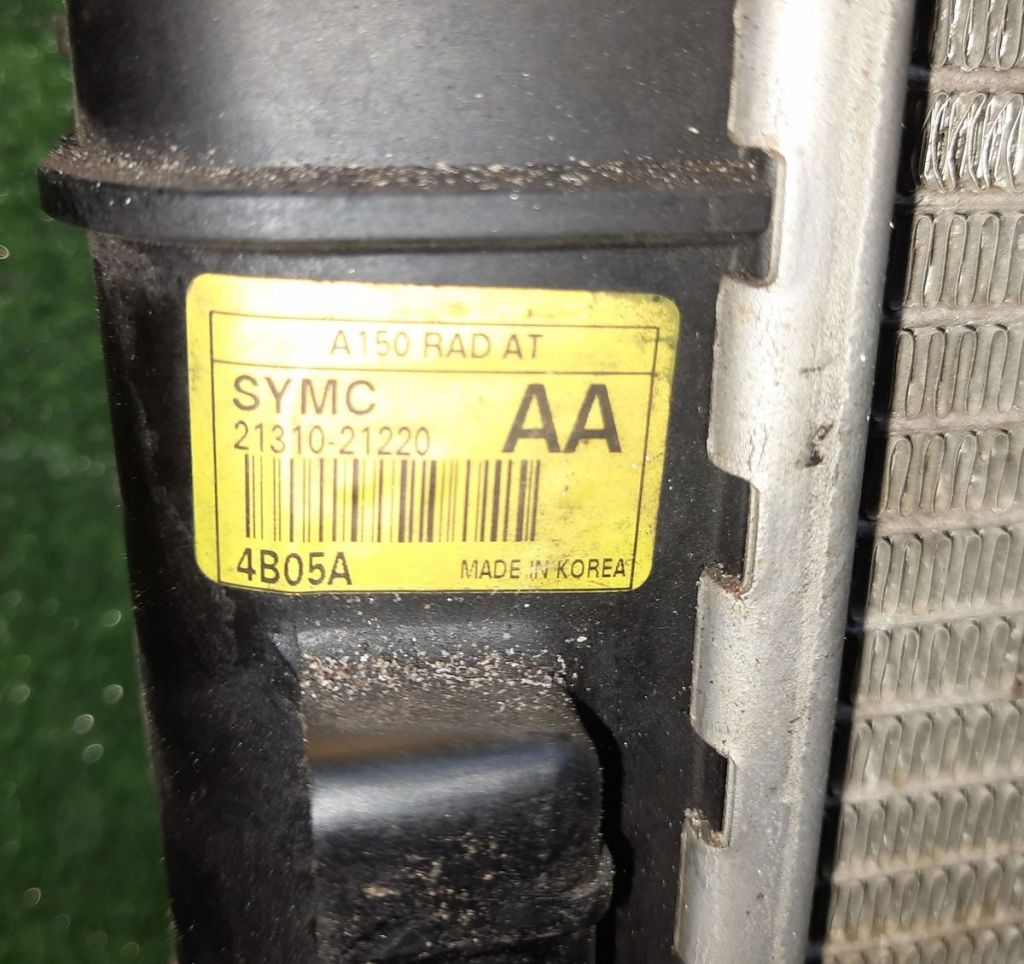 A150 RAD AT
SYMC
AA
21310-21220
4B05A
MADE IN KOREA